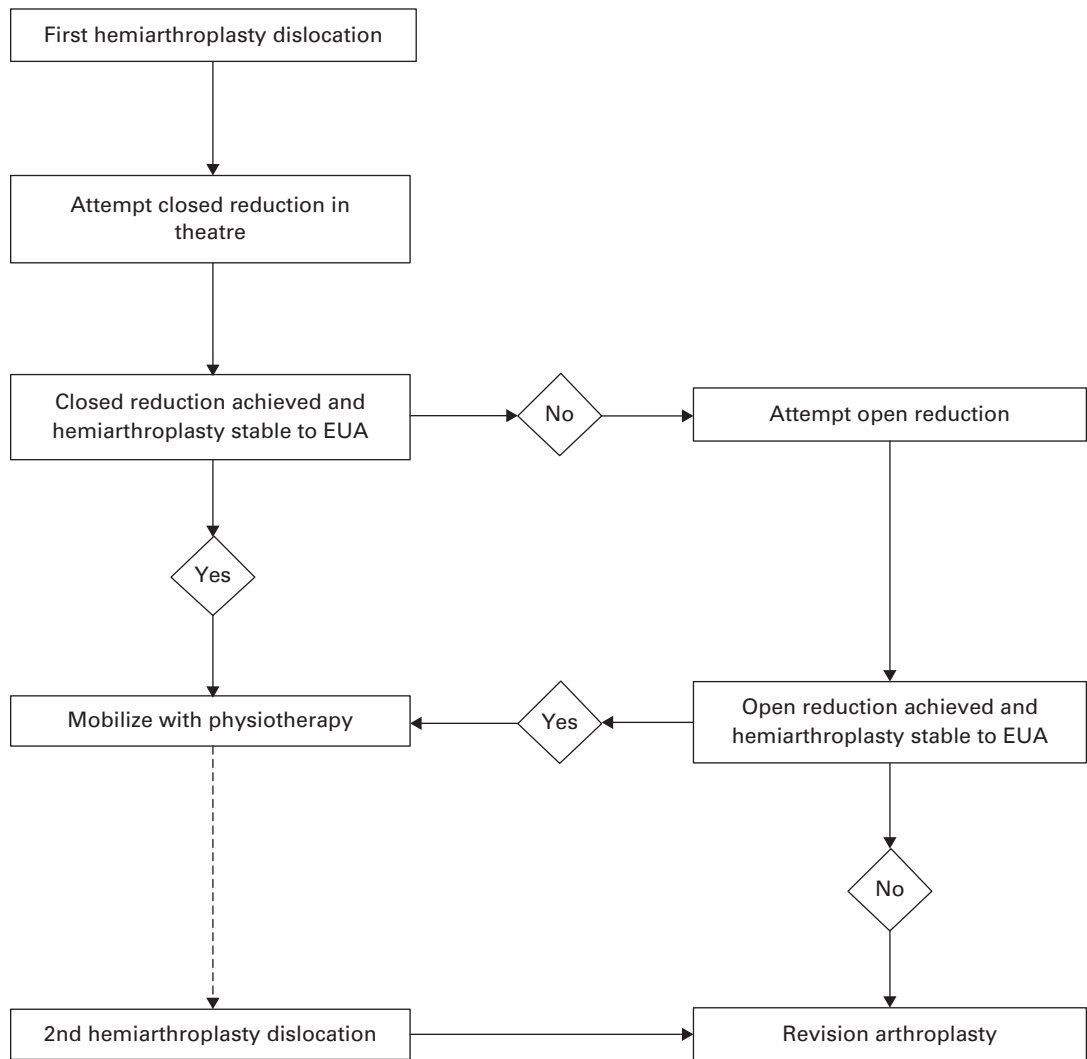 First hemiarthroplasty dislocation
Attempt closed reduction in
theatre
Closed reduction achieved and
hemiarthroplasty stable to EUA
No
Attempt open reduction
Yes
Mobilize with physiotherapy
Yes
Open reduction achieved and
hemiarthroplasty stable to EUA
No
2nd hemiarthroplasty dislocation
Revision arthroplasty